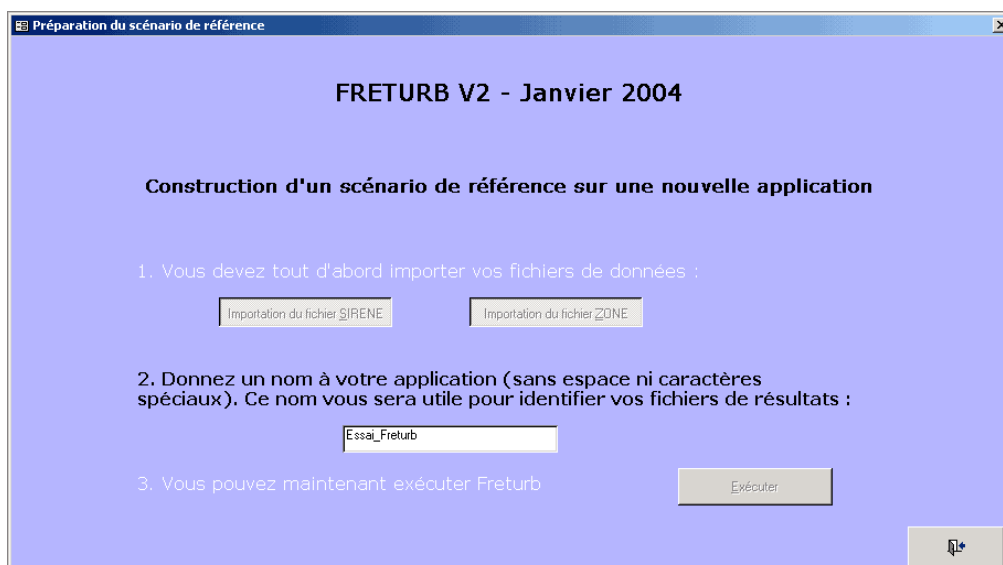 Préparation du scénario de référence
FRETURB V2 - Janvier 2004
Construction d'un scénario de référence sur une nouvelle application
1. Vous devez tout d'abord importer vos fichiers de données :
Importation du fichier SIRENE
Importation du fichier ZONE
2. Donnez un nom à votre application (sans espace ni caractères
spéciaux). Ce nom vous sera utile pour identifier vos fichiers de résultats :
Essai_Freturb
3. Vous pouvez maintenant exécuter Freturb
Exécuter